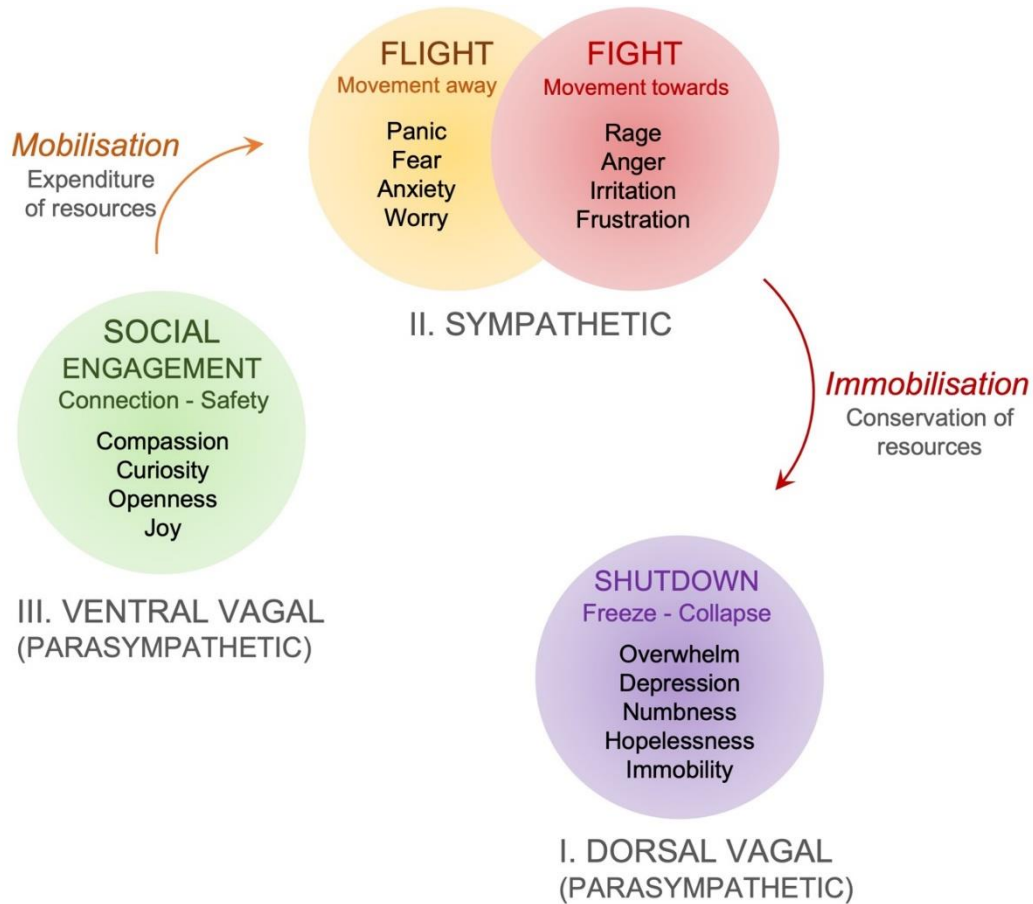 FLIGHT
Movement away
Panic
Fear
Anxiety
Worry
FIGHT
Movement towards
Rage
Anger
Irritation
Frustration
Mobilisation
Expenditure
of resources
II. SYMPATHETIC
SOCIAL
ENGAGEMENT
Connection - Safety
Compassion
Curiosity
Openness
Joy
III. VENTRAL VAGAL
(PARASYMPATHETIC)
Immobilisation
Conservation of
resources
SHUTDOWN
Freeze - Collapse
Overwhelm
Depression
Numbness
Hopelessness
Immobility
I. DORSAL VAGAL
(PARASYMPATHETIC)